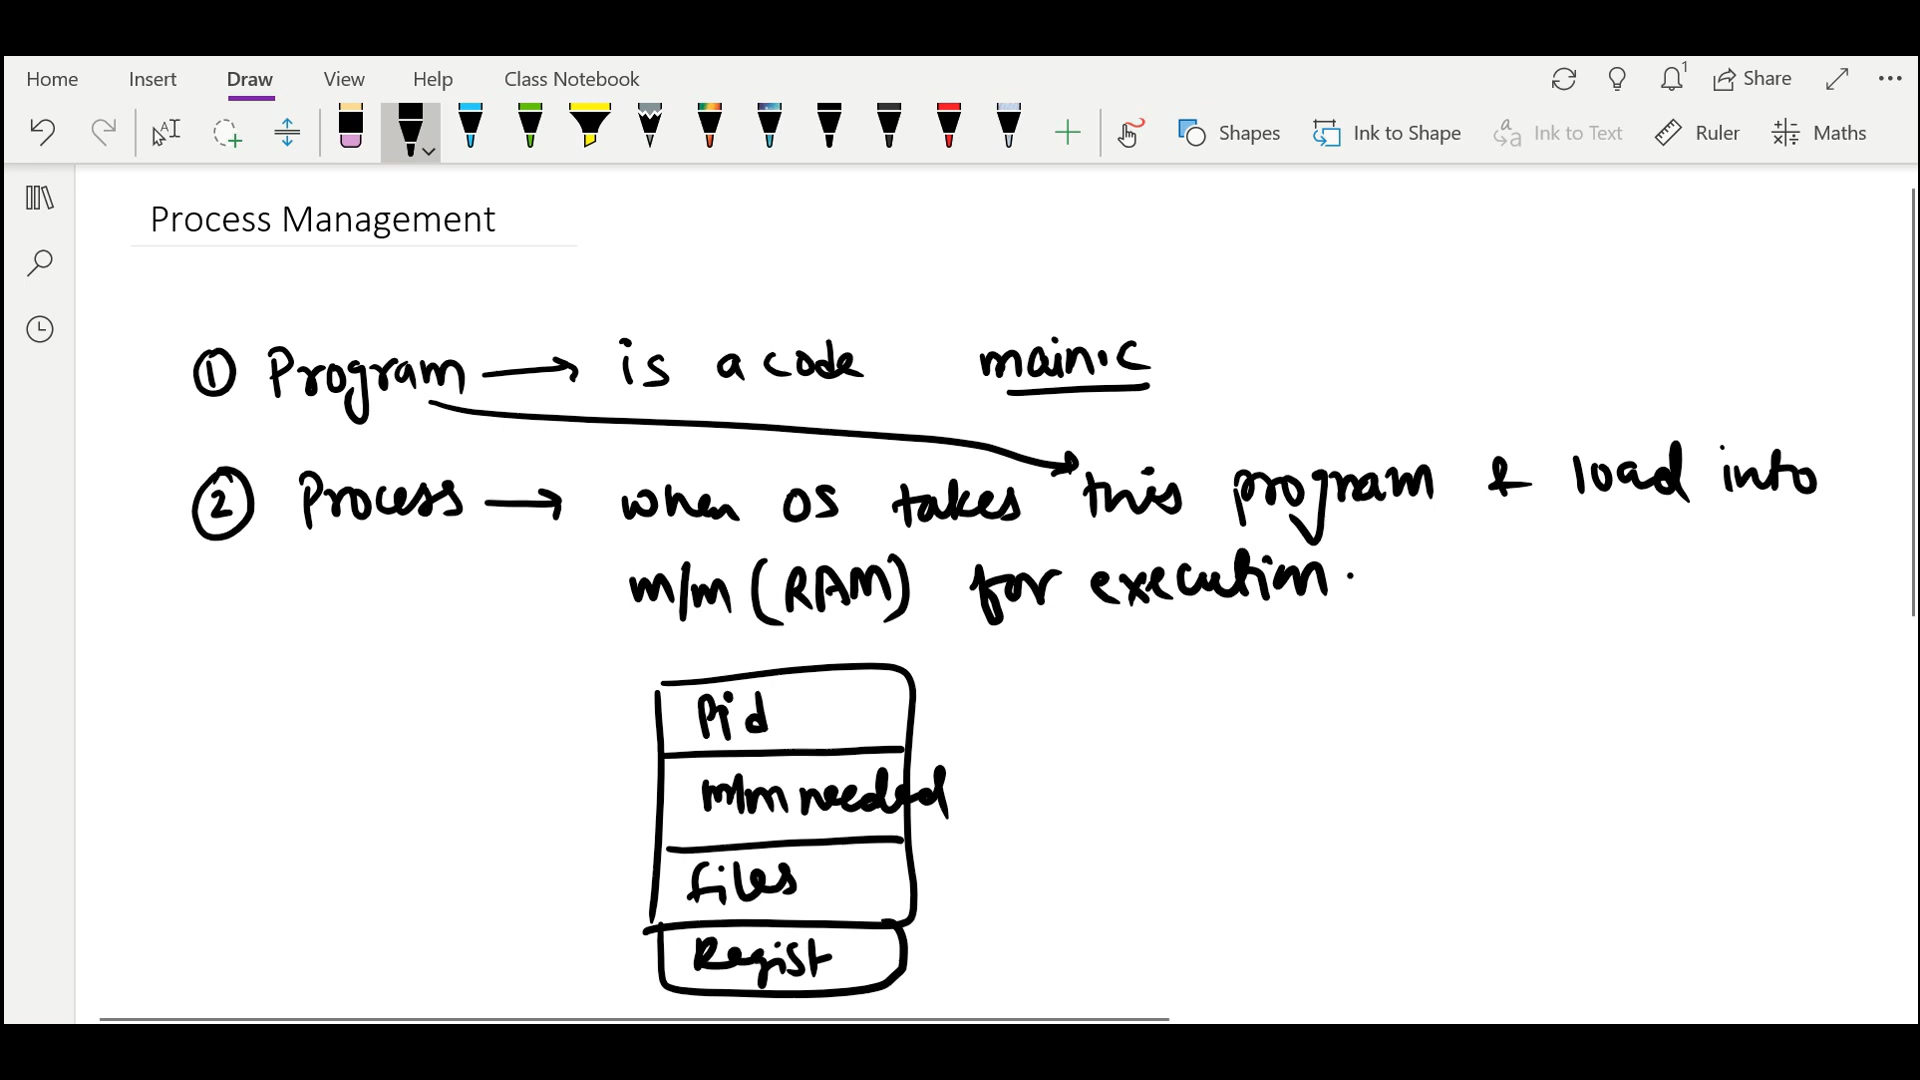 Home Insert Draw View Help Class Notebook 1 Share
Shapes Ink to Shape Ink to Text Ruler Maths
Process Management
① Program → is a code main.c
② Process → when OS takes this program & load into
m/m (RAM) for execution.
Pid
m/m needed
files
Regist